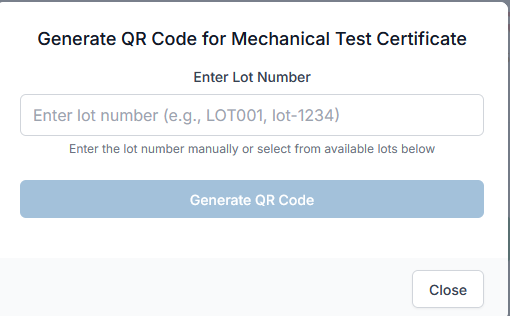 Generate QR Code for Mechanical Test Certificate
Enter Lot Number
Enter lot number (e.g., LOT001, lot-1234)
Enter the lot number manually or select from available lots below
Generate QR Code
Close